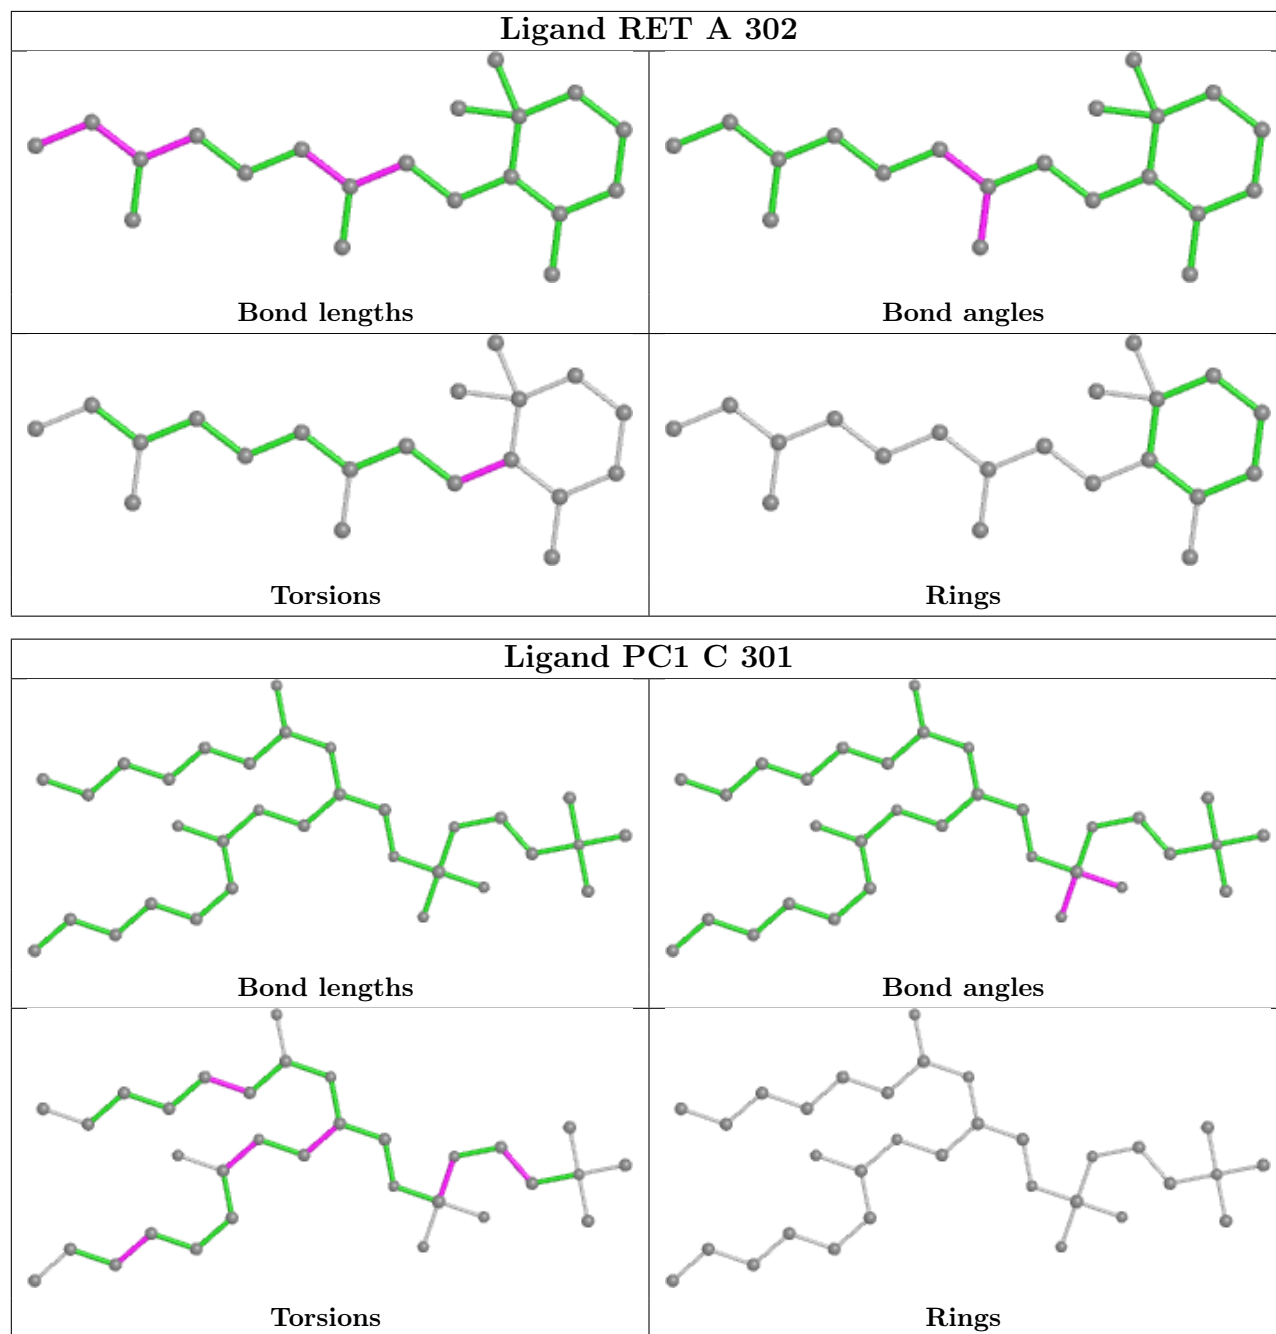 Ligand RET A 302
Bond lengths
Bond angles
Torsions
Rings
Ligand PC1 C 301
Bond lengths
Bond angles
Torsions
Rings